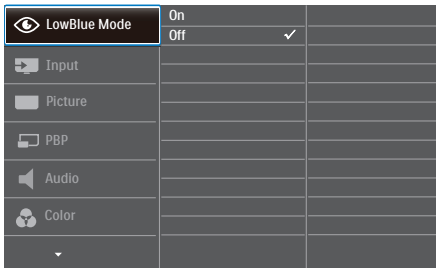 LowBlue Mode
On
Off
Input
Picture
PBP
Audio
Color